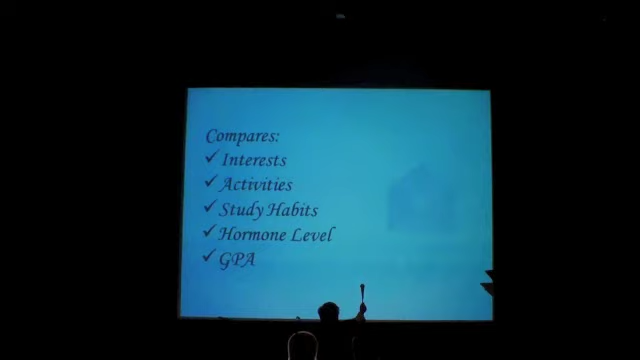 Compares:
✓ Interests
✓ Activities
✓ Study Habits
✓ Hormone Level
✓ GPA